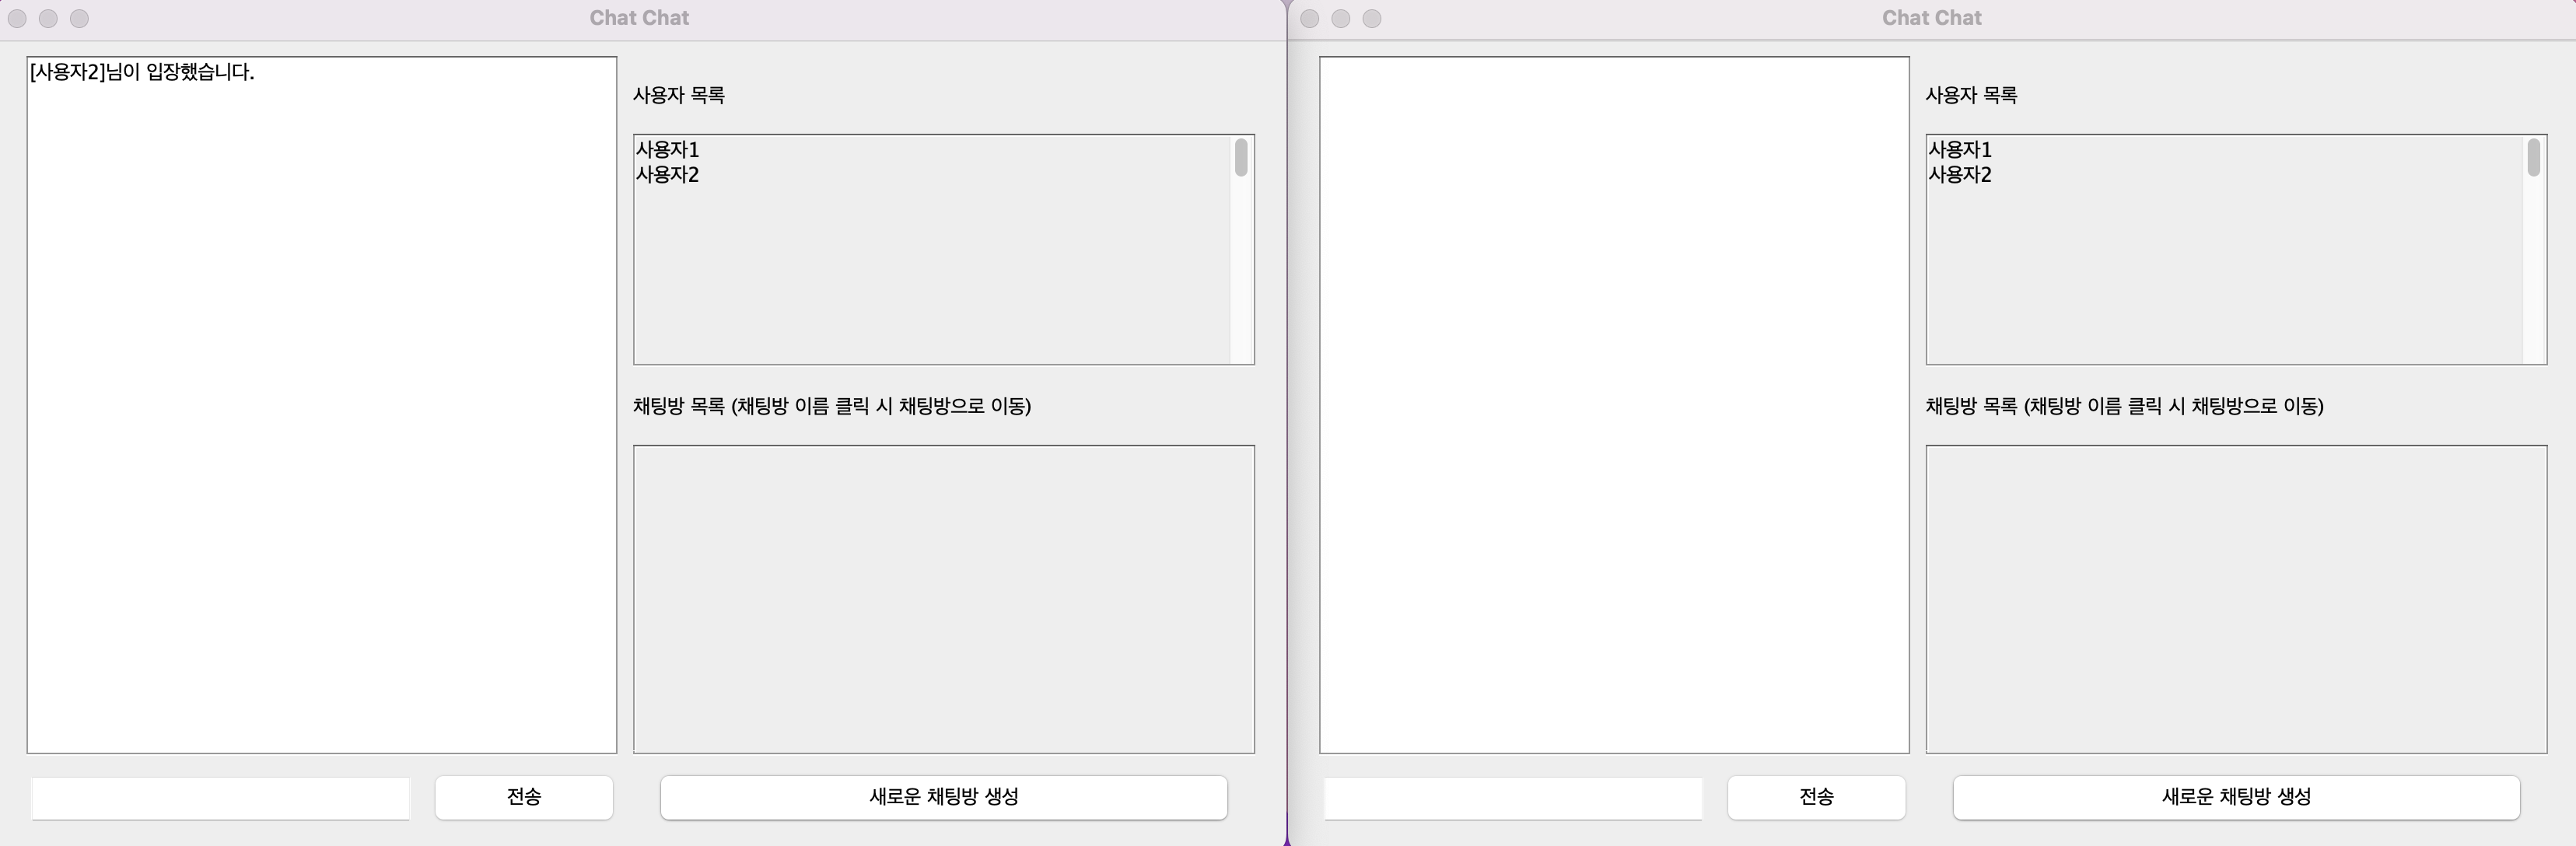 Chat Chat
[사용자2]님이 입장했습니다.
사용자 목록
사용자1
사용자2
채팅방 목록 (채팅방 이름 클릭 시 채팅방으로 이동)
전송
새로운 채팅방 생성
Chat Chat
사용자 목록
사용자1
사용자2
채팅방 목록 (채팅방 이름 클릭 시 채팅방으로 이동)
전송
새로운 채팅방 생성